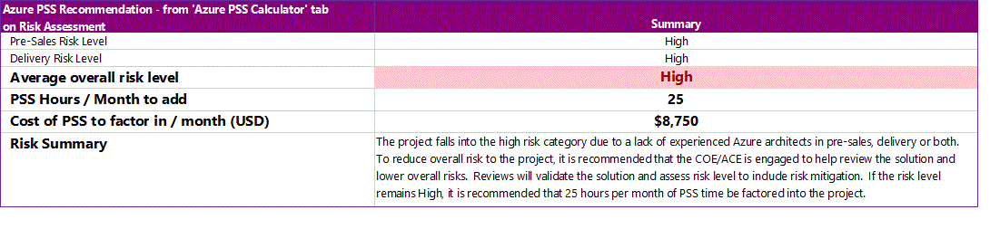 Azure PSS Recommendation - from 'Azure PSS Calculator' tab
on Risk Assessment
Summary
Pre-Sales Risk Level
High
Delivery Risk Level
High
Average overall risk level
High
PSS Hours / Month to add
25
Cost of PSS to factor in / month (USD)
$8,750
Risk Summary
The project falls into the high risk category due to a lack of experienced Azure architects in pre-sales, delivery or both.
To reduce overall risk to the project, it is recommended that the COE/ACE is engaged to help review the solution and
lower overall risks.  Reviews will validate the solution and assess risk level to include risk mitigation.  If the risk level
remains High, it is recommended that 25 hours per month of PSS time be factored into the project.